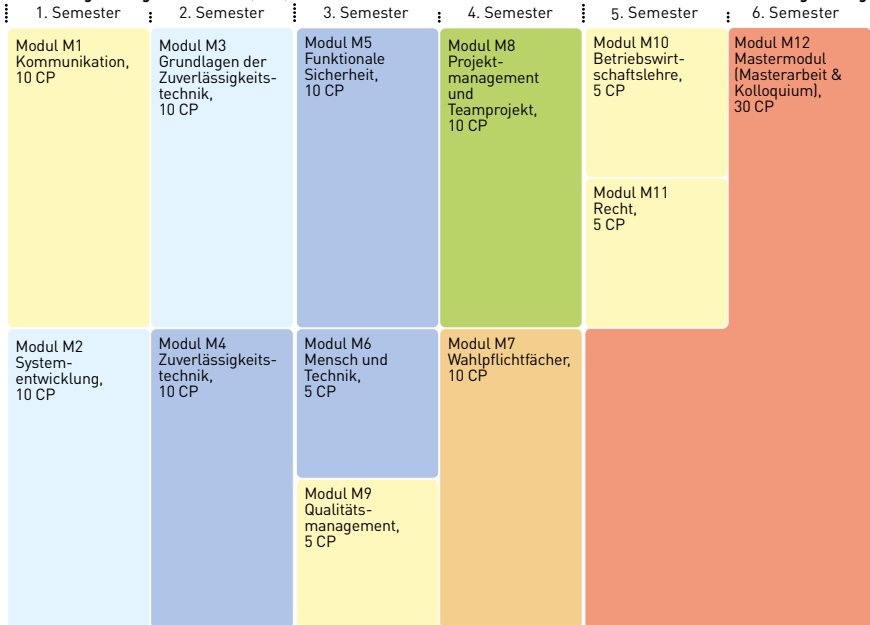 1. Semester
2. Semester
3. Semester
4. Semester
5. Semester
6. Semester
Modul M1
Kommunikation,
10 CP
Modul M3
Grundlagen der
Zuverlässigkeits-
technik,
10 CP
Modul M5
Funktionale
Sicherheit,
10 CP
Modul M8
Projekt-
management
und
Teamprojekt,
10 CP
Modul M10
Betriebswirt-
schaftslehre,
5 CP
Modul M12
Mastermodul
(Masterarbeit &
Kolloquium),
30 CP
Modul M11
Recht,
5 CP
Modul M2
System-
entwicklung,
10 CP
Modul M4
Zuverlässigkeits-
technik,
10 CP
Modul M6
Mensch und
Technik,
5 CP
Modul M7
Wahlpflichtfächer,
10 CP
Modul M9
Qualitäts-
management,
5 CP